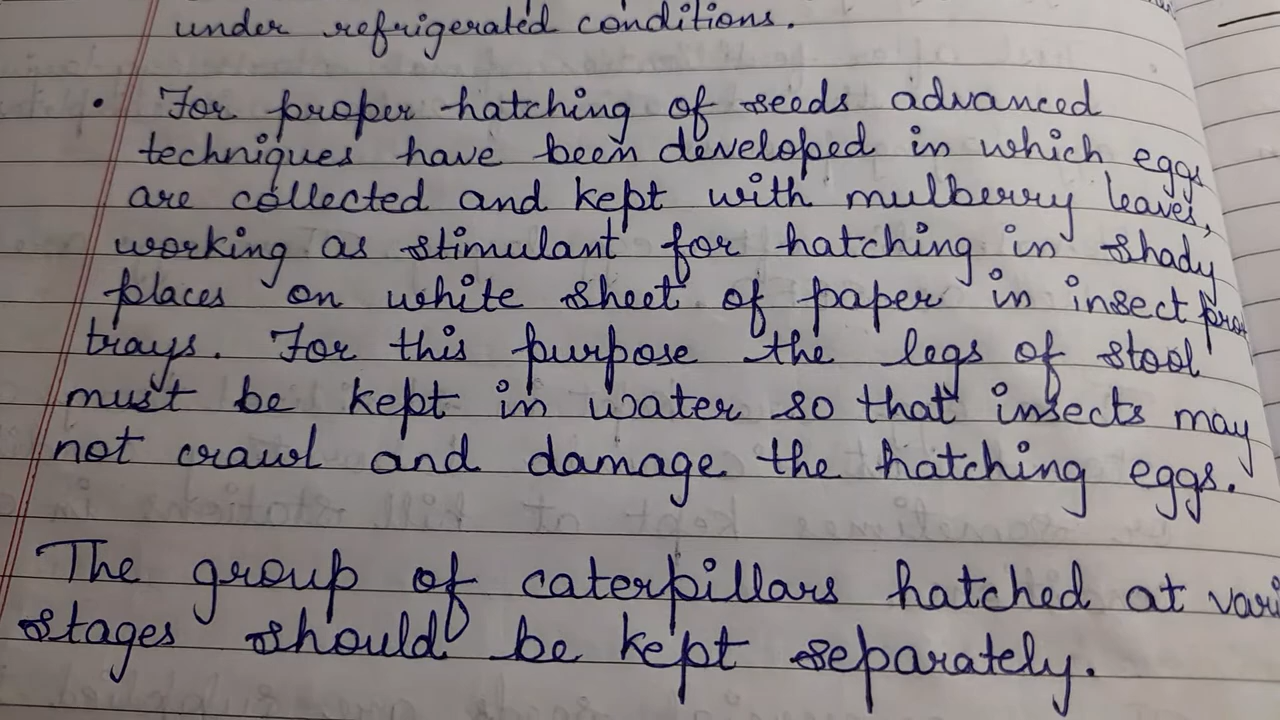 under refrigerated conditions.
• For proper hatching of seeds advanced
techniques have been developed in which eggs
are collected and kept with mulberry leaves,
working as stimulant for hatching in shady
places on white sheet of paper in insect
trays. For this purpose the legs of stool
must be kept in water so that insects may
not crawl and damage the hatching eggs.
The group of caterpillars hatched at
stages should be kept separately.